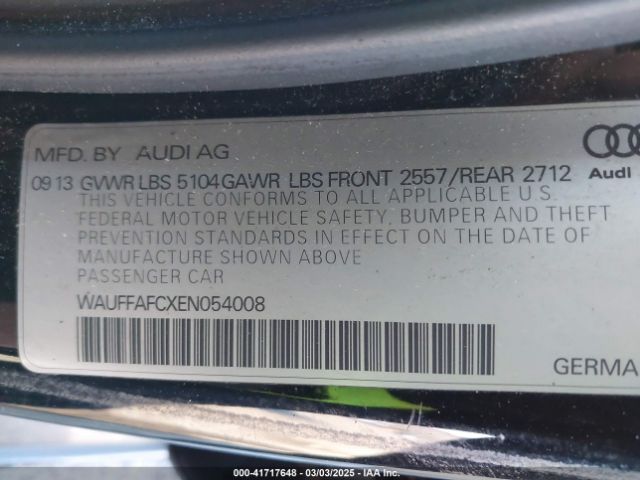 MFD. BY AUDI AG
09 13 GVWR LBS 5104 GAWR LBS FRONT 2557/REAR 2712
Audi
THIS VEHICLE CONFORMS TO ALL APPLICABLE U.S.
FEDERAL MOTOR VEHICLE SAFETY, BUMPER AND THEFT
PREVENTION STANDARDS IN EFFECT ON THE DATE OF
MANUFACTURE SHOWN ABOVE
PASSENGER CAR
WAUFFAFCXEN054008
GERMA
000-41717648 — 03/03/2025 — IAA Inc.